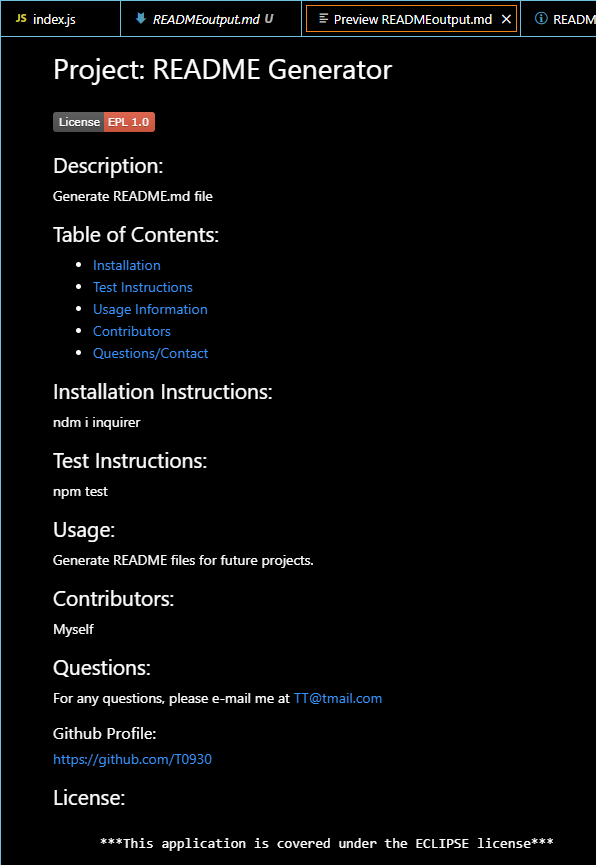 JS index.js
READMEoutput.md U
Preview READMEoutput.md
README
Project: README Generator
License EPL 1.0
Description:
Generate README.md file
Table of Contents:
Installation
Test Instructions
Usage Information
Contributors
Questions/Contact
Installation Instructions:
ndm i inquirer
Test Instructions:
npm test
Usage:
Generate README files for future projects.
Contributors:
Myself
Questions:
For any questions, please e-mail me at TT@tmail.com
Github Profile:
https://github.com/T0930
License:
***This application is covered under the ECLIPSE license***